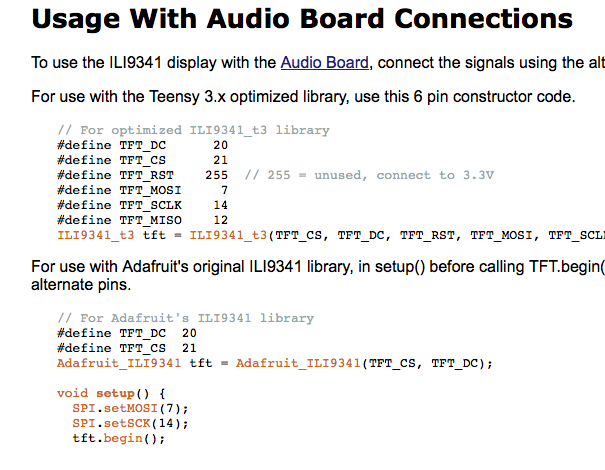 Usage With Audio Board Connections
To use the ILI9341 display with the Audio Board, connect the signals using the alt
For use with the Teensy 3.x optimized library, use this 6 pin constructor code.
// For optimized ILI9341_t3 library
#define TFT_DC      20
#define TFT_CS      21
#define TFT_RST    255  // 255 = unused, connect to 3.3V
#define TFT_MOSI     7
#define TFT_SCLK    14
#define TFT_MISO    12
ILI9341_t3 tft = ILI9341_t3(TFT_CS, TFT_DC, TFT_RST, TFT_MOSI, TFT_SCL
For use with Adafruit's original ILI9341 library, in setup() before calling TFT.begin(
alternate pins.
// For Adafruit's ILI9341 library
#define TFT_DC  20
#define TFT_CS  21
Adafruit_ILI9341 tft = Adafruit_ILI9341(TFT_CS, TFT_DC);
void setup() {
  SPI.setMOSI(7);
  SPI.setSCK(14);
  tft.begin();